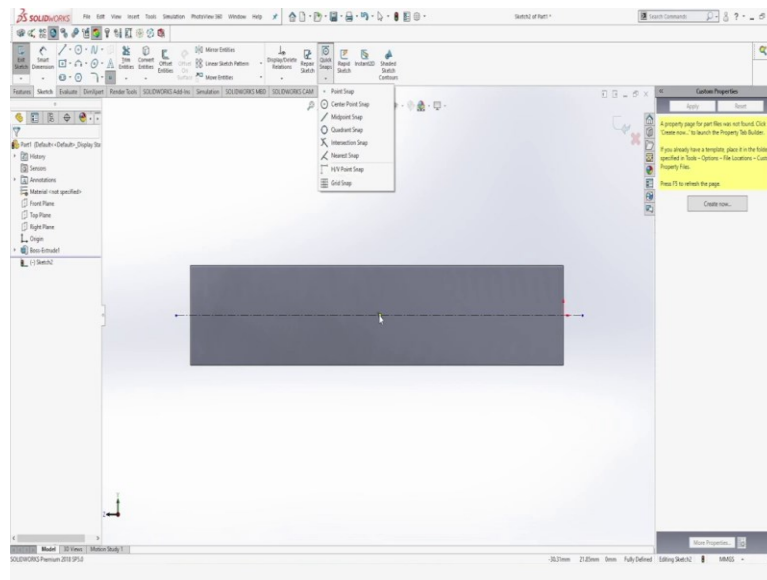 SOLIDWORKS File Edit View Insert Tools Simulation PhotoView 360 Window Help Sketch2 of Part1 * Search Commands
Exit Sketch
Smart Dimension
Trim Entities
Convert Entities
Offset Entities
Offset On Surface
Mirror Entities
Linear Sketch Pattern
Move Entities
Display/Delete Relations
Repair Sketch
Quick Snaps
Rapid Sketch
Instant2D
Shaded Sketch Contours
Features Sketch Evaluate DimXpert Render Tools SOLIDWORKS Add-Ins Simulation SOLIDWORKS MBD SOLIDWORKS CAM
Point Snap
Center Point Snap
Midpoint Snap
Quadrant Snap
Intersection Snap
Nearest Snap
H/V Point Snap
Grid Snap
Part1 (Default<<Default>_Display Sta
History
Sensors
Annotations
Material <not specified>
Front Plane
Top Plane
Right Plane
Origin
Boss-Extrude1
(-) Sketch2
Custom Properties
Apply Reset
A property page for part files was not found. Click
'Create now...' to launch the Property Tab Builder.
If you already have a template, place it in the folde
specified in Tools - Options - File Locations - Cust
Property Files.
Press F5 to refresh the page.
Create now...
More Properties...
Y
Z
Model 3D Views Motion Study 1
SOLIDWORKS Premium 2018 SP5.0 -30.31mm 21.85mm 0mm Fully Defined Editing Sketch2 MMGS